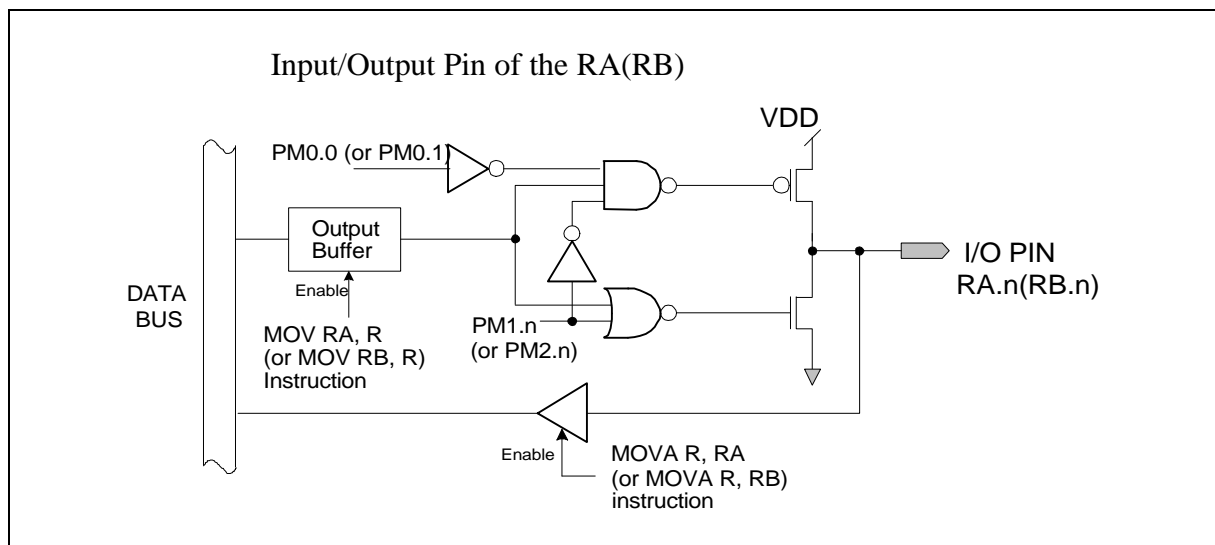 Input/Output Pin of the RA(RB)
VDD
PM0.0 (or PM0.1)
Output
Buffer
I/O PIN
RA.n(RB.n)
Enable
DATA
BUS
MOV RA, R
(or MOV RB, R)
Instruction
PM1.n
(or PM2.n)
Enable
MOVA R, RA
(or MOVA R, RB)
instruction